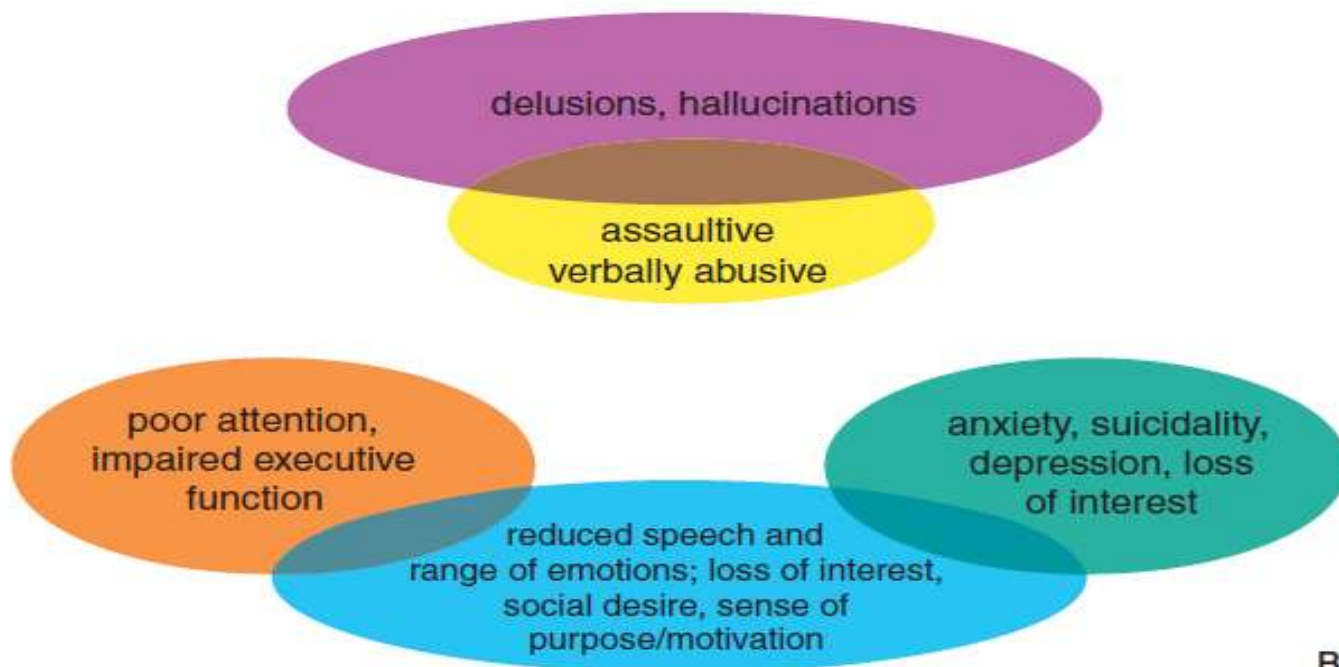 delusions, hallucinations
assaultive
verbally abusive
poor attention,
impaired executive
function
anxiety, suicidality,
depression, loss
of interest
reduced speech and
range of emotions; loss of interest,
social desire, sense of
purpose/motivation
B